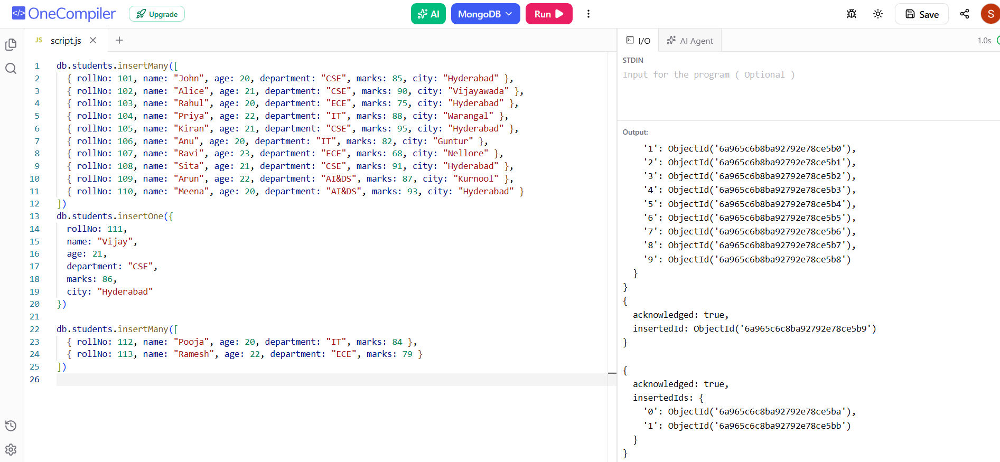 </> OneCompiler Upgrade AI MongoDB Run Save S
JS script.js × +
1 db.students.insertMany([
2   { rollNo: 101, name: "John", age: 20, department: "CSE", marks: 85, city: "Hyderabad" },
3   { rollNo: 102, name: "Alice", age: 21, department: "CSE", marks: 90, city: "Vijayawada" },
4   { rollNo: 103, name: "Rahul", age: 20, department: "ECE", marks: 75, city: "Hyderabad" },
5   { rollNo: 104, name: "Priya", age: 22, department: "IT", marks: 88, city: "Warangal" },
6   { rollNo: 105, name: "Kiran", age: 21, department: "CSE", marks: 95, city: "Hyderabad" },
7   { rollNo: 106, name: "Anu", age: 20, department: "IT", marks: 82, city: "Guntur" },
8   { rollNo: 107, name: "Ravi", age: 23, department: "ECE", marks: 68, city: "Nellore" },
9   { rollNo: 108, name: "Sita", age: 21, department: "CSE", marks: 91, city: "Hyderabad" },
10   { rollNo: 109, name: "Arun", age: 22, department: "AI&DS", marks: 87, city: "Kurnool" },
11   { rollNo: 110, name: "Meena", age: 20, department: "AI&DS", marks: 93, city: "Hyderabad" }
12 ])
13 db.students.insertOne({
14   rollNo: 111,
15   name: "Vijay",
16   age: 21,
17   department: "CSE",
18   marks: 86,
19   city: "Hyderabad"
20 })
21
22 db.students.insertMany([
23   { rollNo: 112, name: "Pooja", age: 20, department: "IT", marks: 84 },
24   { rollNo: 113, name: "Ramesh", age: 22, department: "ECE", marks: 79 }
25 ])
26
I/O AI Agent 1.0s
STDIN
Input for the program ( Optional )
Output:
    '1': ObjectId('6a965c6b8ba92792e78ce5b0'),
    '2': ObjectId('6a965c6b8ba92792e78ce5b1'),
    '3': ObjectId('6a965c6b8ba92792e78ce5b2'),
    '4': ObjectId('6a965c6b8ba92792e78ce5b3'),
    '5': ObjectId('6a965c6b8ba92792e78ce5b4'),
    '6': ObjectId('6a965c6b8ba92792e78ce5b5'),
    '7': ObjectId('6a965c6b8ba92792e78ce5b6'),
    '8': ObjectId('6a965c6b8ba92792e78ce5b7'),
    '9': ObjectId('6a965c6b8ba92792e78ce5b8')
  }
}
{
  acknowledged: true,
  insertedId: ObjectId('6a965c6c8ba92792e78ce5b9')
}
{
  acknowledged: true,
  insertedIds: {
    '0': ObjectId('6a965c6c8ba92792e78ce5ba'),
    '1': ObjectId('6a965c6c8ba92792e78ce5bb')
  }
}